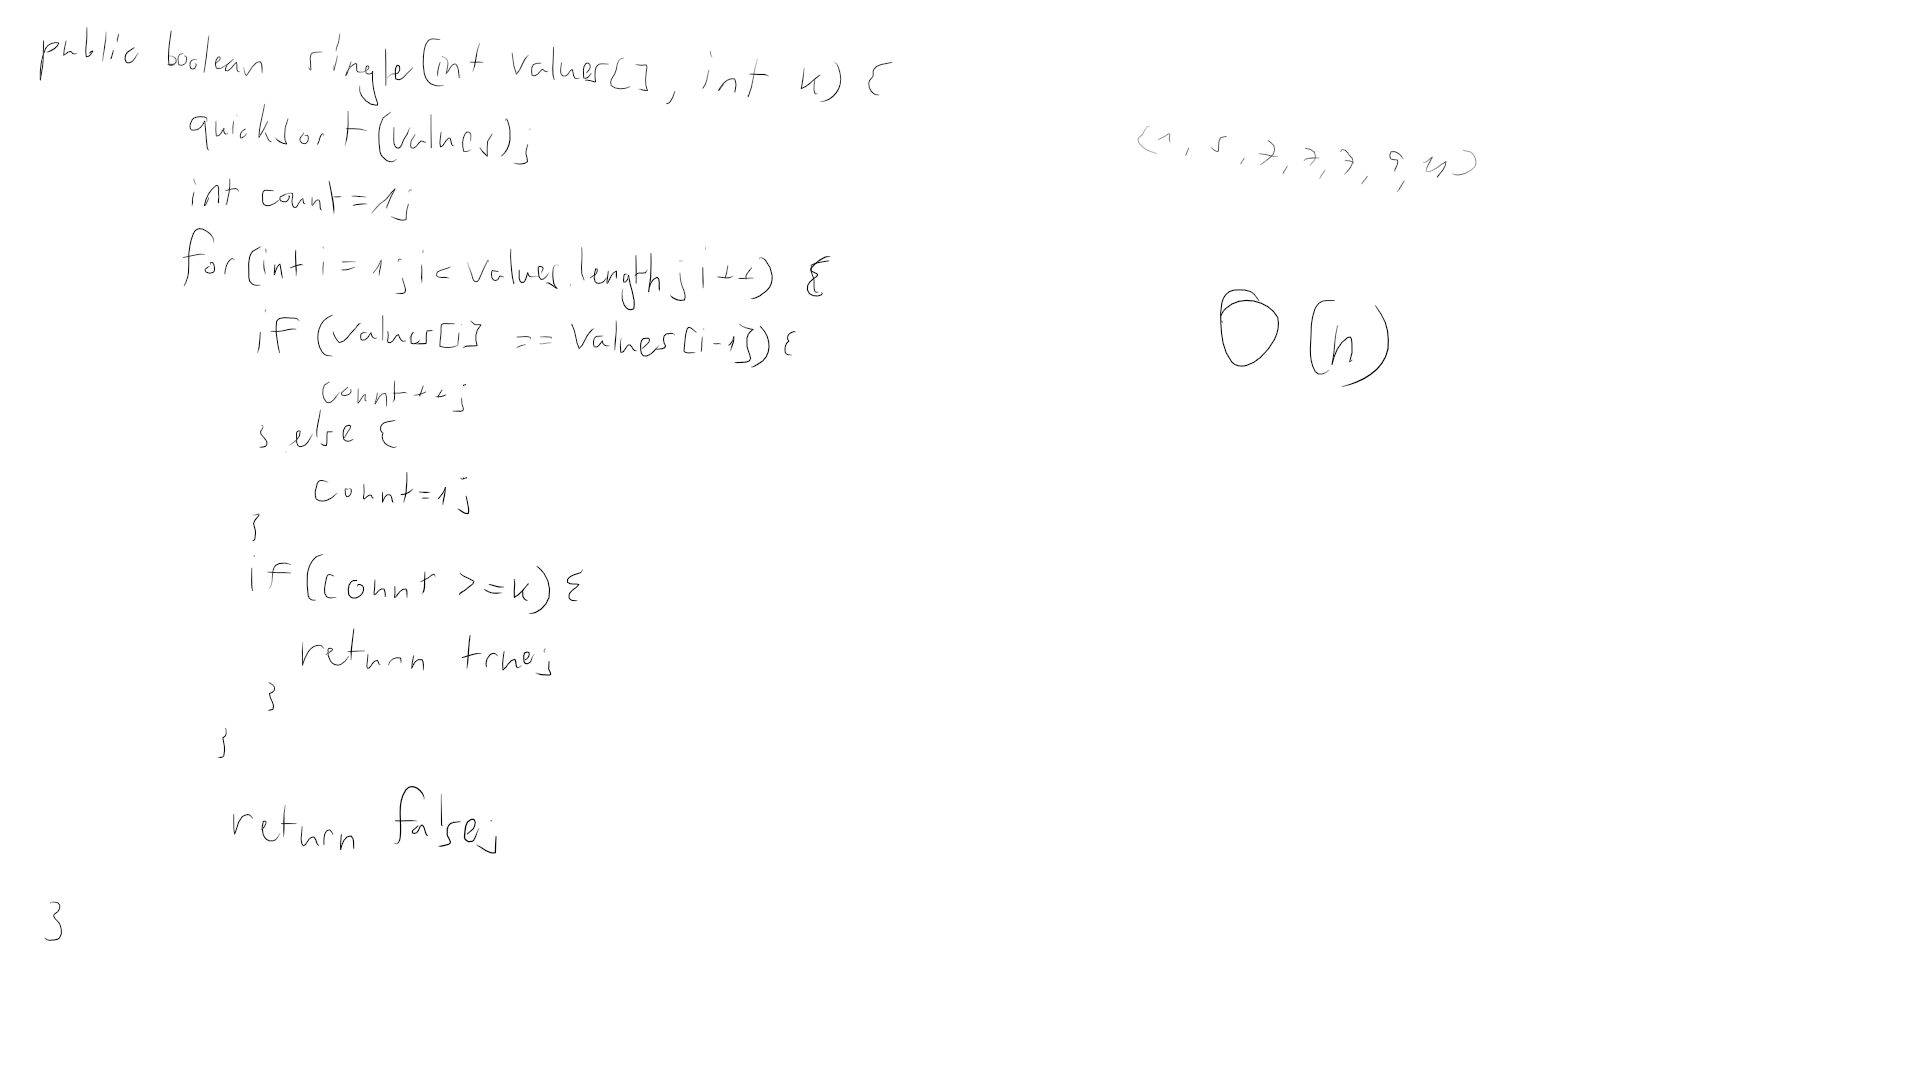 public boolean single(int values[], int k) {
quicksort(values);
int count=1;
for(int i = 1; i < values.length; i++) {
if (values[i] == values[i-1]) {
count++;
} else {
count=1;
}
if (count >=k) {
return true;
}
}
return false;
}
{1, 5, 7, 7, 7, 9, 11}
O(n)